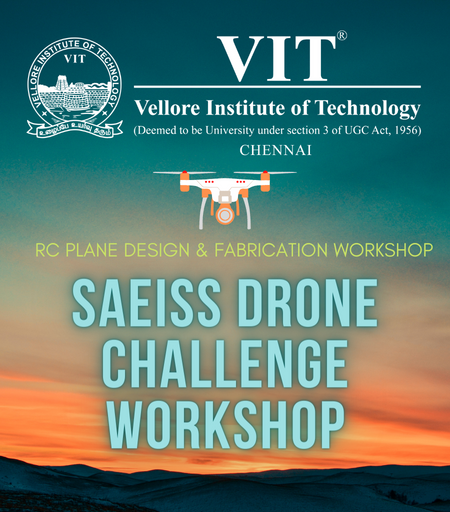 VELLORE INSTITUTE OF TECHNOLOGY
VIT
VIT®
Vellore Institute of Technology
(Deemed to be University under section 3 of UGC Act, 1956)
CHENNAI
RC PLANE DESIGN & FABRICATION WORKSHOP
SAEISS DRONE
CHALLENGE
WORKSHOP